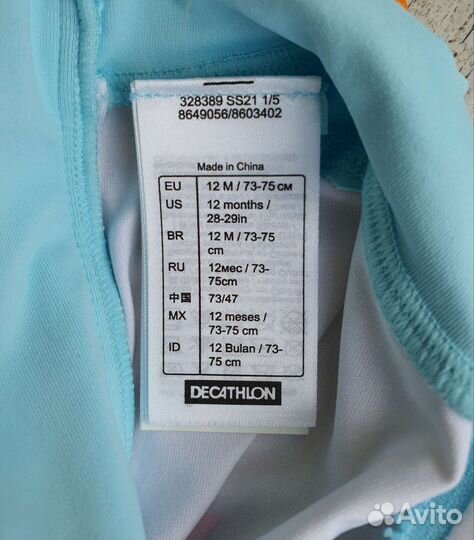 328389 SS21 1/5
8649056/8603402
Made in China
EU 12 M / 73-75 см
US 12 months /
28-29in
BR 12 M / 73-75
cm
RU 12мес / 73-
75cm
中国 73/47
MX 12 meses /
73-75 cm
ID 12 Bulan / 73-
75 cm
DECATHLON
Avito